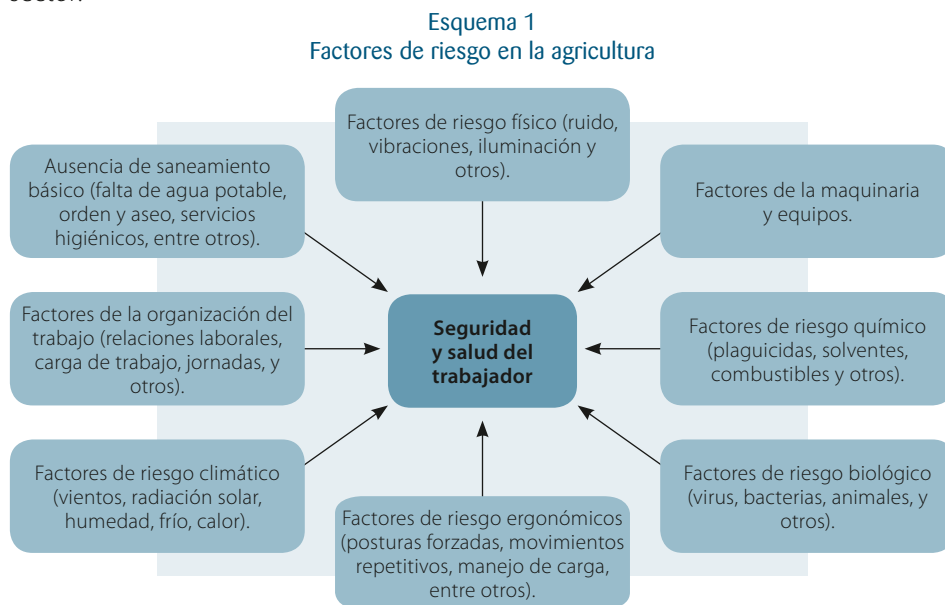 Esquema 1
Factores de riesgo en la agricultura
Factores de riesgo físico (ruido,
vibraciones, iluminación y
otros).
Ausencia de saneamiento
básico (falta de agua potable,
orden y aseo, servicios
higiénicos, entre otros).
Factores de la maquinaria
y equipos.
Factores de la organización del
trabajo (relaciones laborales,
carga de trabajo, jornadas, y
otros).
Seguridad
y salud del
trabajador
Factores de riesgo químico
(plaguicidas, solventes,
combustibles y otros).
Factores de riesgo climático
(vientos, radiación solar,
humedad, frío, calor).
Factores de riesgo ergonómicos
(posturas forzadas, movimientos
repetitivos, manejo de carga,
entre otros).
Factores de riesgo biológico
(virus, bacterias, animales, y
otros).